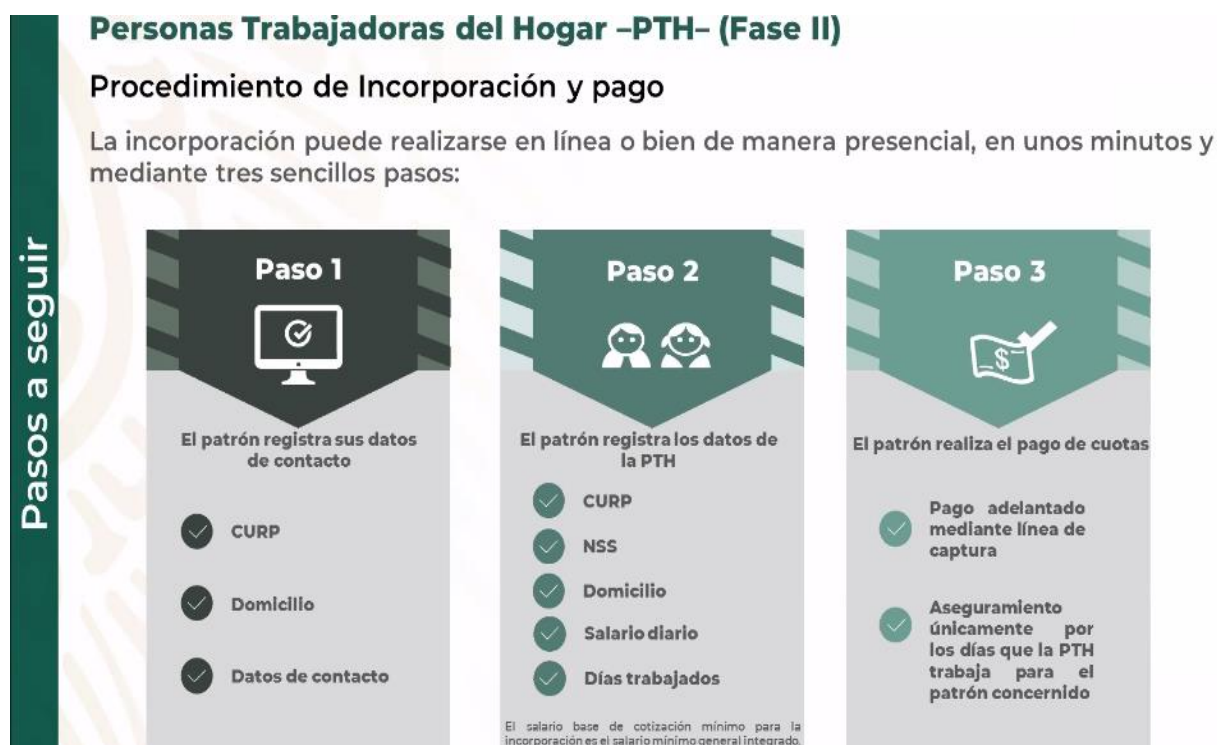 Personas Trabajadoras del Hogar –PTH– (Fase II)
Procedimiento de Incorporación y pago
La incorporación puede realizarse en línea o bien de manera presencial, en unos minutos y
mediante tres sencillos pasos:
Pasos a seguir
Paso 1
El patrón registra sus datos
de contacto
CURP
Domicilio
Datos de contacto
Paso 2
El patrón registra los datos de
la PTH
CURP
NSS
Domicilio
Salario diario
Días trabajados
El salario base de cotización mínimo para la
incorporación es el salario mínimo general integrado.
Paso 3
$
El patrón realiza el pago de cuotas
Pago adelantado
mediante línea de
captura
Aseguramiento
únicamente por
los días que la PTH
trabaja para el
patrón concernido